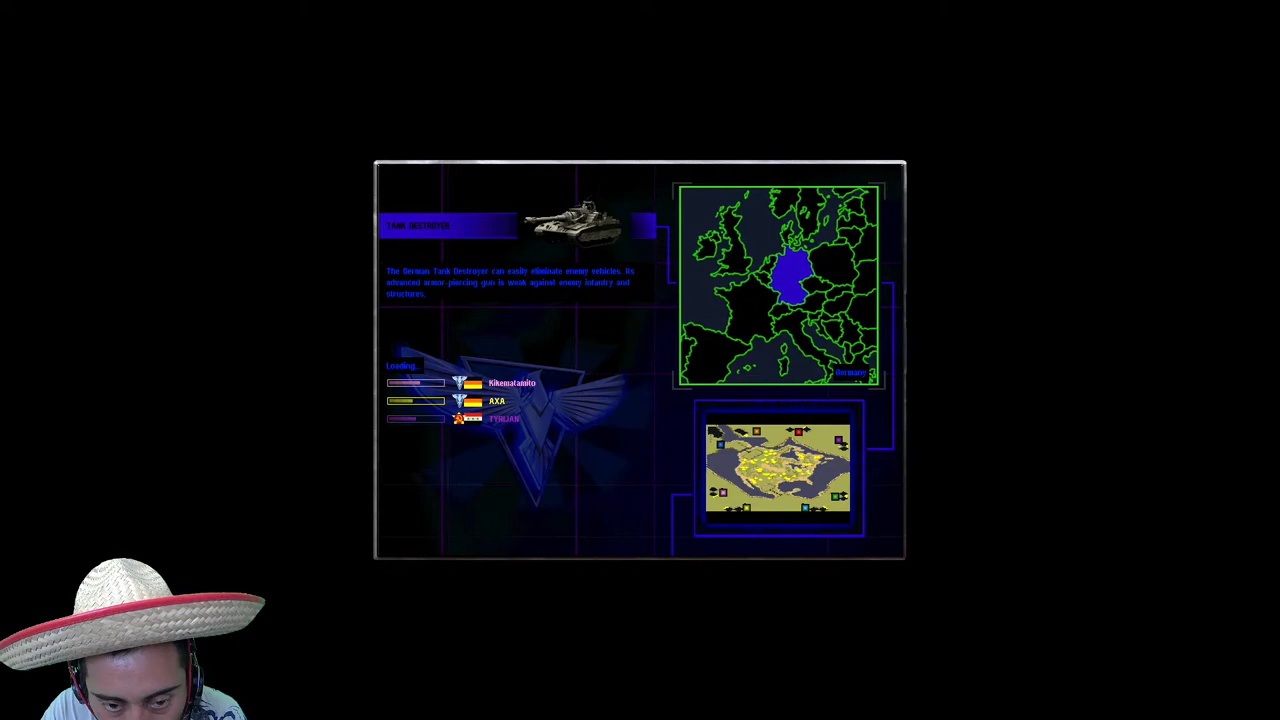 TANK DESTROYER
The German Tank Destroyer can easily eliminate enemy vehicles. Its
advanced armor-piercing gun is weak against enemy infantry and
structures.
Germany
Loading...
Kikematamito
AXA
TYHJAN